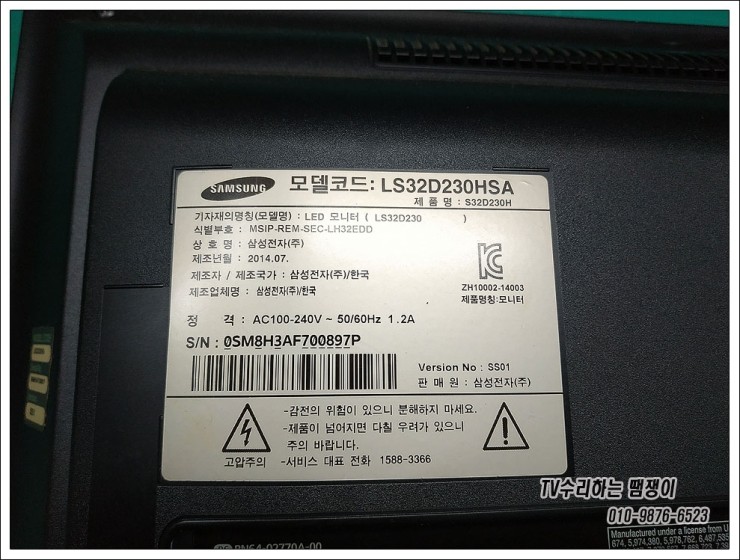 SAMSUNG 모델코드: LS32D230HSA
제 품 명 : S32D230H
기자재의명칭(모델명) : LED 모니터 ( LS32D230 )
식별부호 : MSIP-REM-SEC-LH32EDD
상 호 명 : 삼성전자(주)
제조년월 : 2014.07.
제조자 / 제조국가 : 삼성전자(주)/한국
제조업체명 : 삼성전자(주)/한국
ZH10002-14003
제품명칭:모니터
정 격 : AC100-240V ~ 50/60Hz 1.2A
S/N : 0SM8H3AF700897P
Version No : SS01
판 매 원 : 삼성전자(주)
고압주의
-감전의 위험이 있으니 분해하지 마세요.
-제품이 넘어지면 다칠 우려가 있으니
주의 바랍니다.
-서비스 대표 전화 1588-3366
TV수리하는 땜쟁이
010-9876-6523
BN64-02770A-00
Manufactured under a license from U